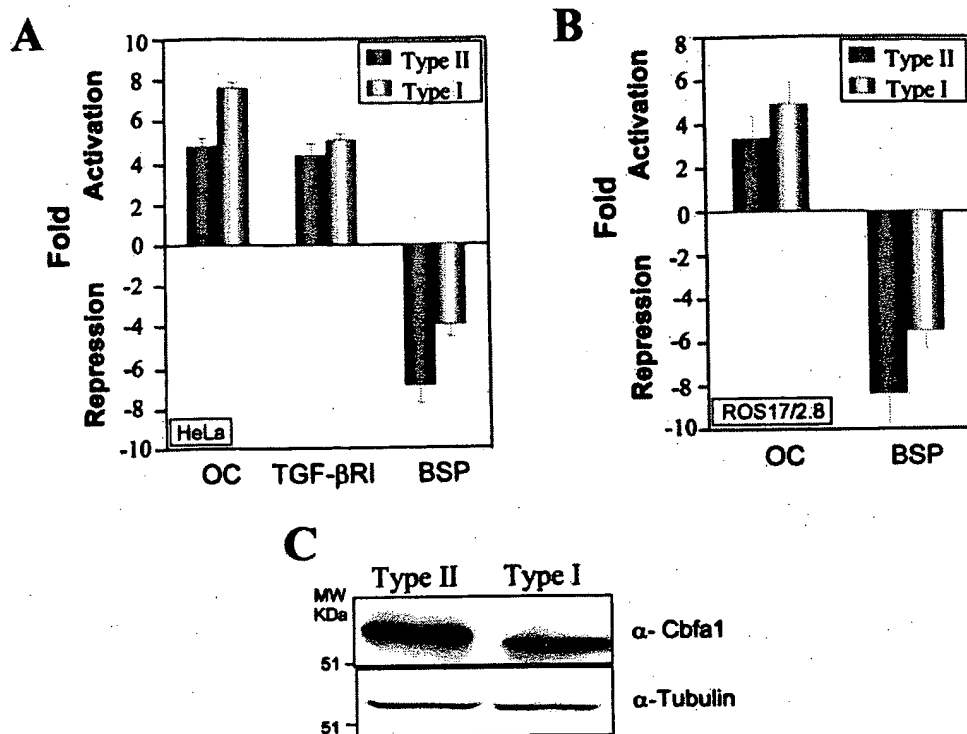 A
10
8
6
4
2
0
-2
-4
-6
-8
-10
Activation
Fold
Repression
Type II
Type I
HeLa
OC TGF-βRI BSP
B
8
6
4
2
0
-2
-4
-6
-8
-10
Activation
Fold
Repression
Type II
Type I
ROS17/2.8
OC BSP
C
Type II Type I
MW
KDa
51
α- Cbfa1
51
α-Tubulin